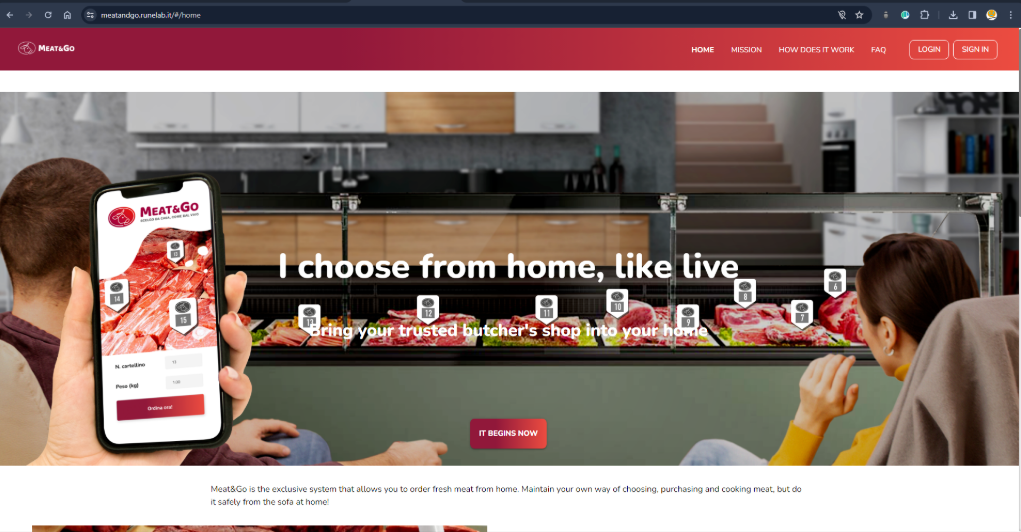 meatandgo.runelab.it/#/home
MEAT&GO
HOME MISSION HOW DOES IT WORK FAQ LOGIN SIGN IN
MEAT&GO
I choose from home, like live
14
15
13
12
11
10
9
8
7
6
Bring your trusted butcher's shop into your home
N. cartellino
Peso (kg)
Ordina ora!
IT BEGINS NOW
Meat&Go is the exclusive system that allows you to order fresh meat from home. Maintain your own way of choosing, purchasing and cooking meat, but do
it safely from the sofa at home!